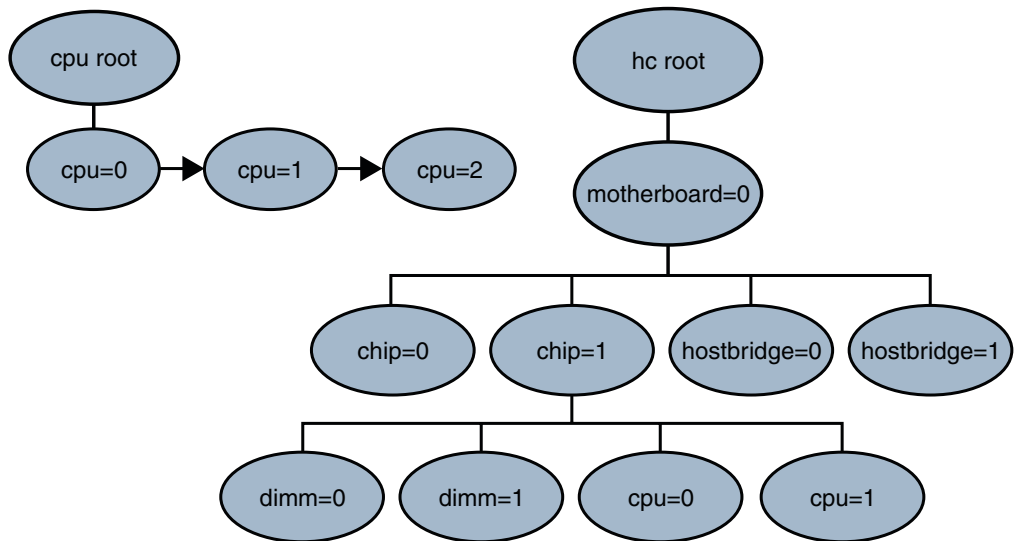 cpu root
hc root
cpu=0
cpu=1
cpu=2
motherboard=0
chip=0
chip=1
hostbridge=0
hostbridge=1
dimm=0
dimm=1
cpu=0
cpu=1